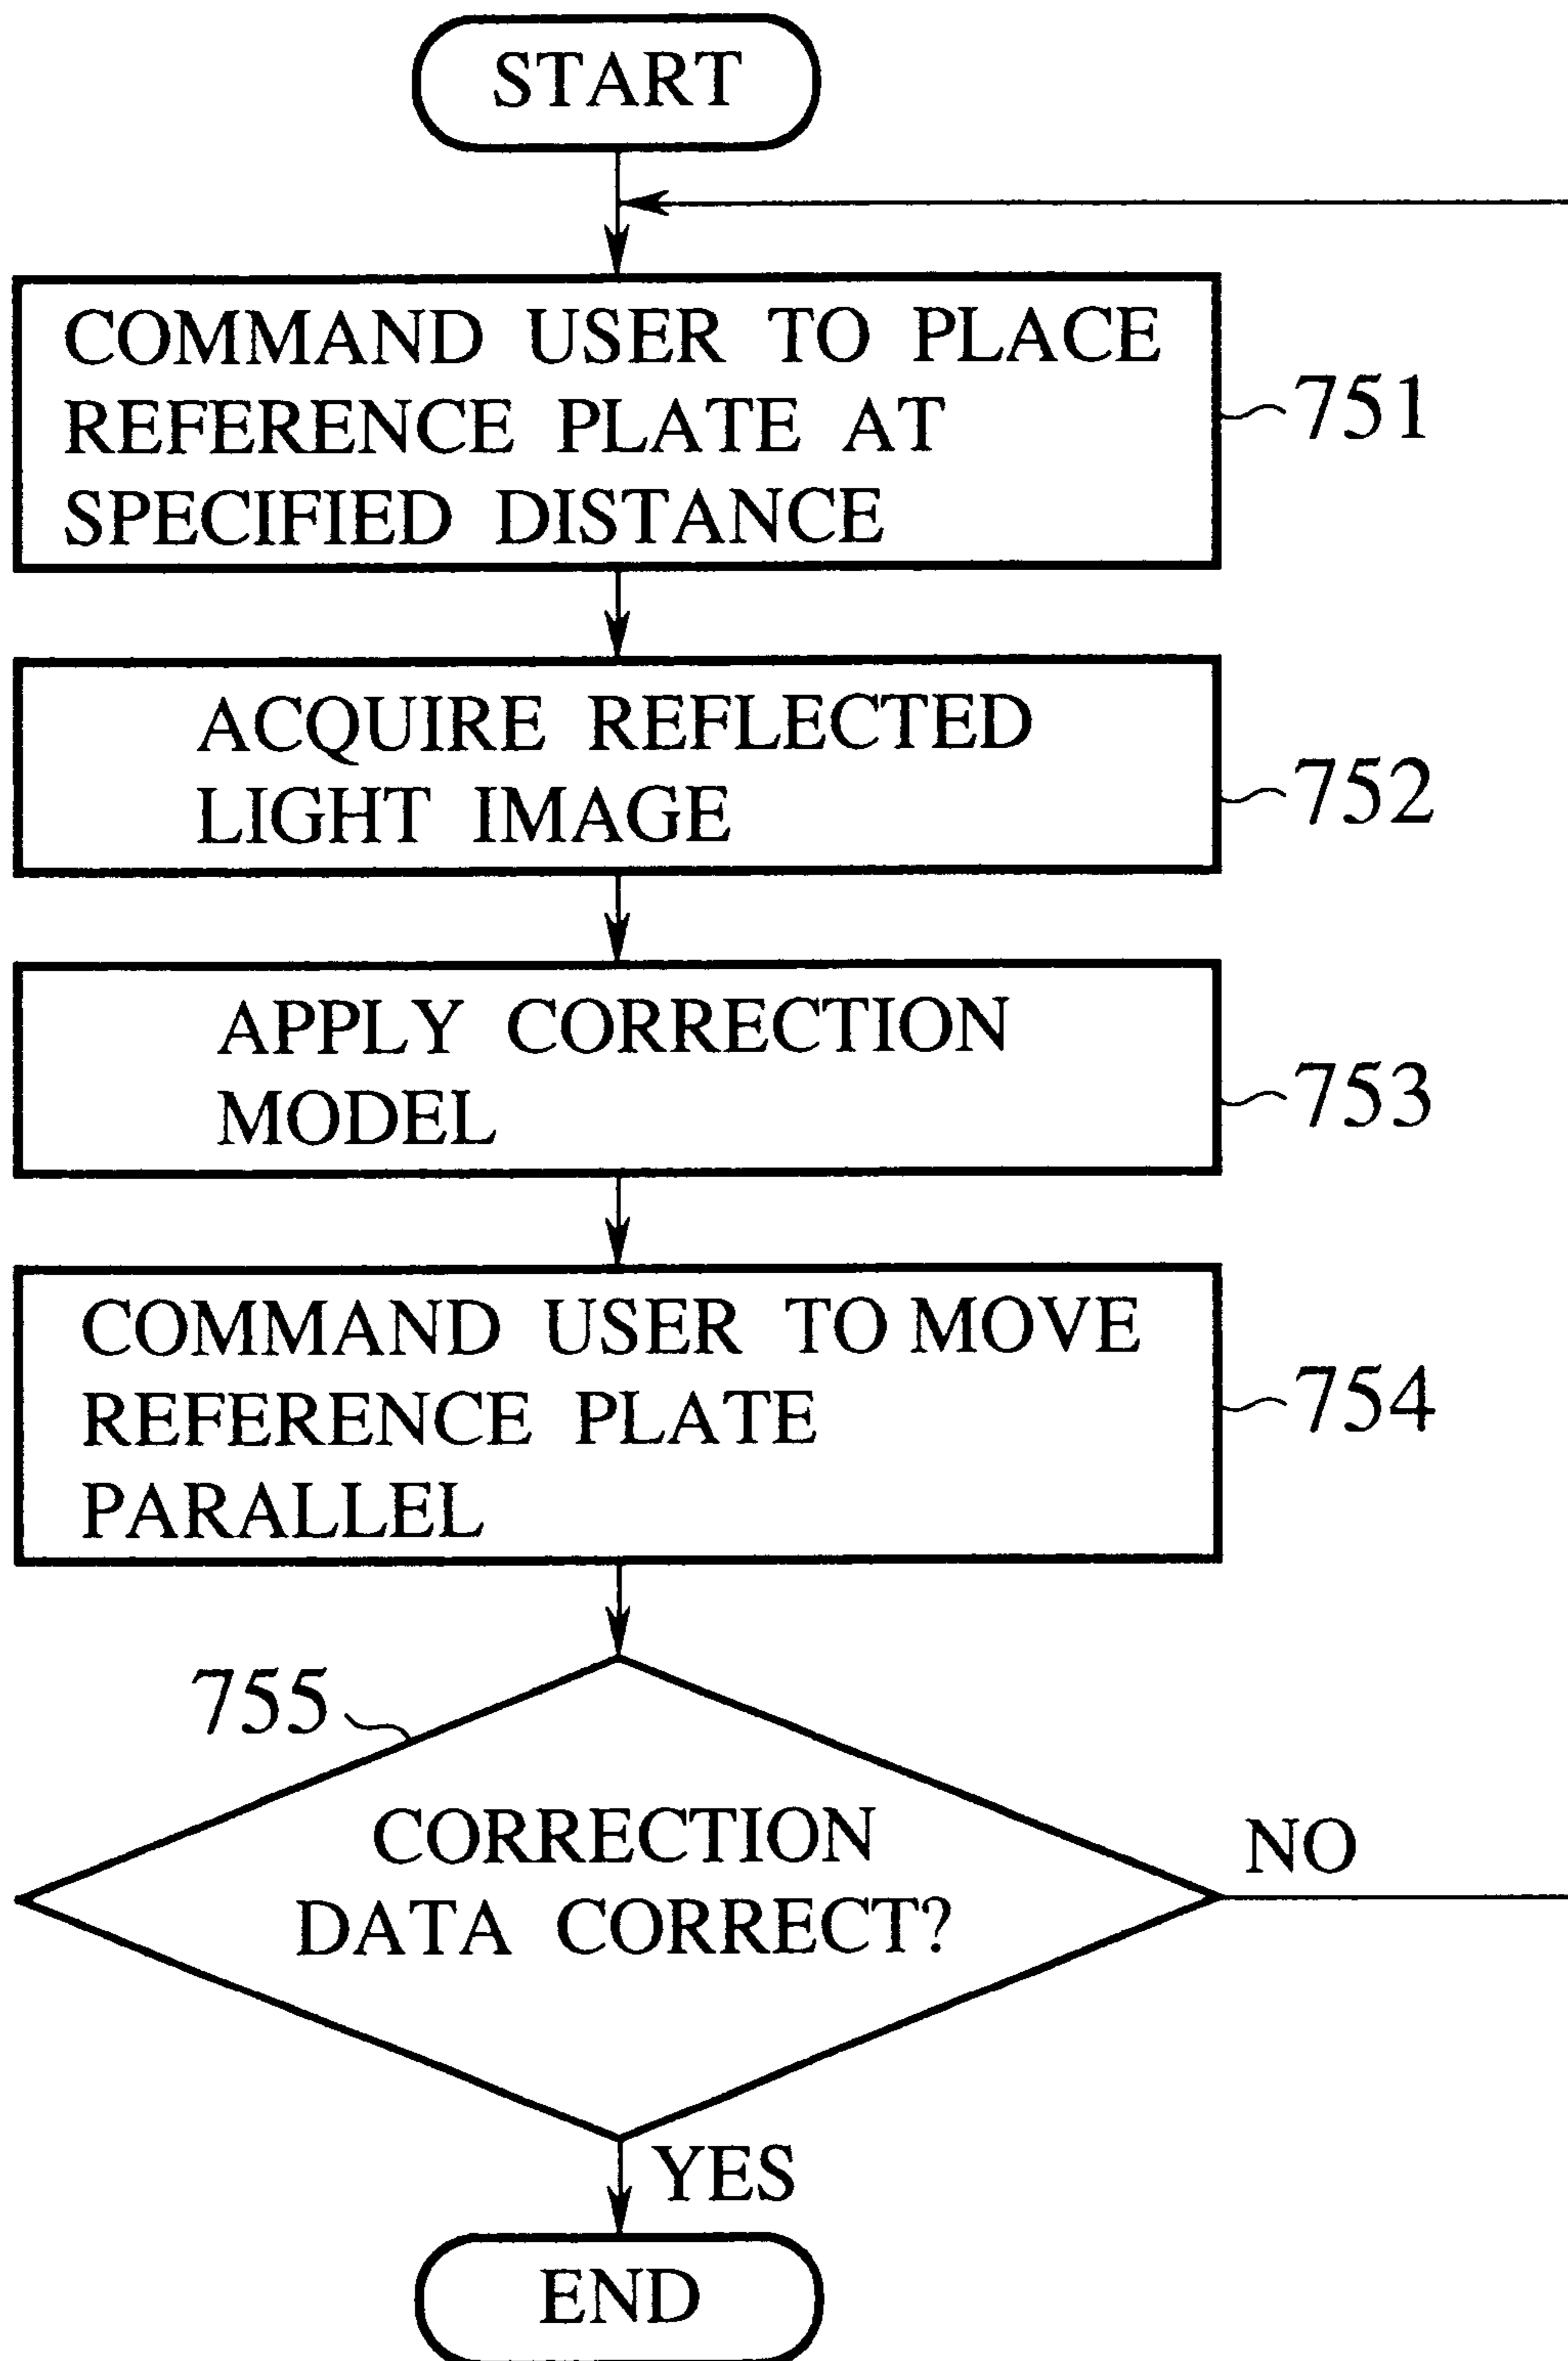 START
COMMAND USER TO PLACE
REFERENCE PLATE AT
SPECIFIED DISTANCE
751
ACQUIRE REFLECTED
LIGHT IMAGE
752
APPLY CORRECTION
MODEL
753
COMMAND USER TO MOVE
REFERENCE PLATE
PARALLEL
754
755
CORRECTION
DATA CORRECT?
NO
YES
END